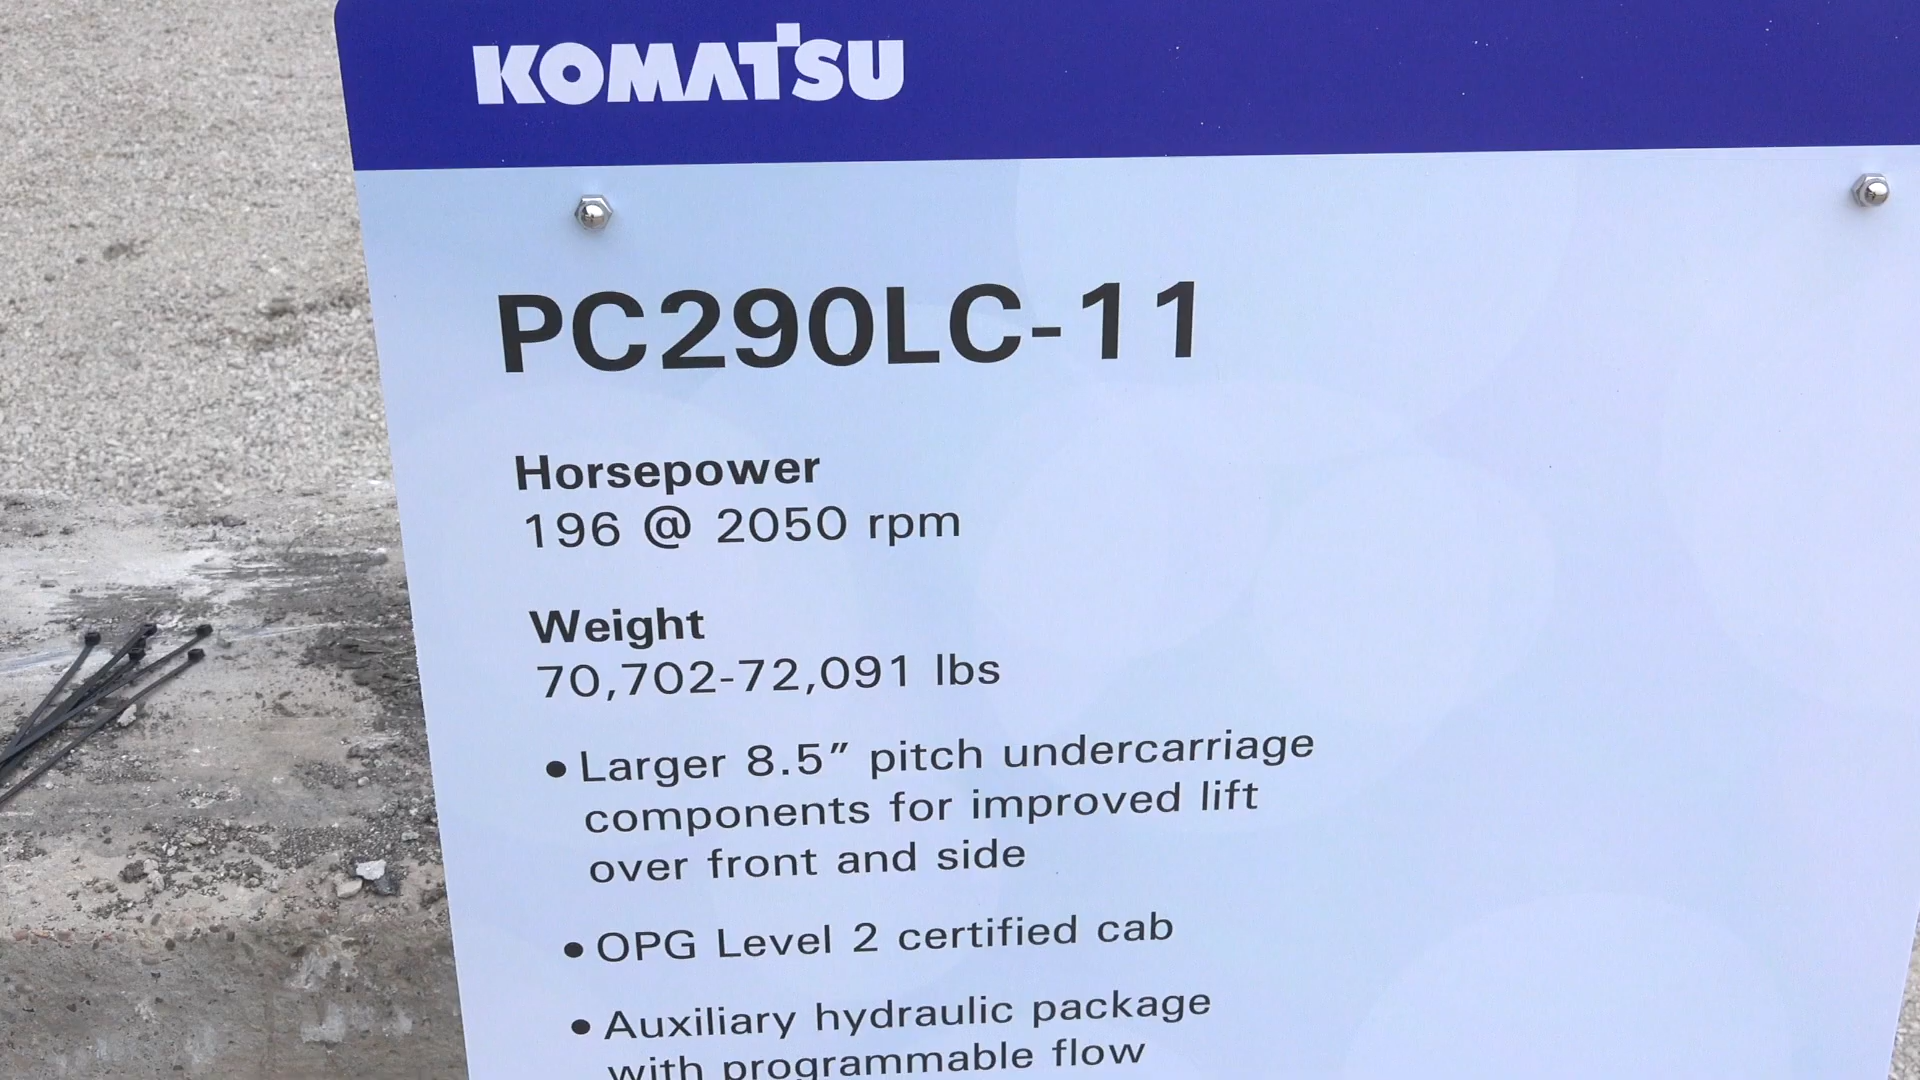 KOMATSU
PC290LC-11
Horsepower
196 @ 2050 rpm
Weight
70,702-72,091 lbs
• Larger 8.5″ pitch undercarriage
components for improved lift
over front and side
• OPG Level 2 certified cab
• Auxiliary hydraulic package
with programmable flow